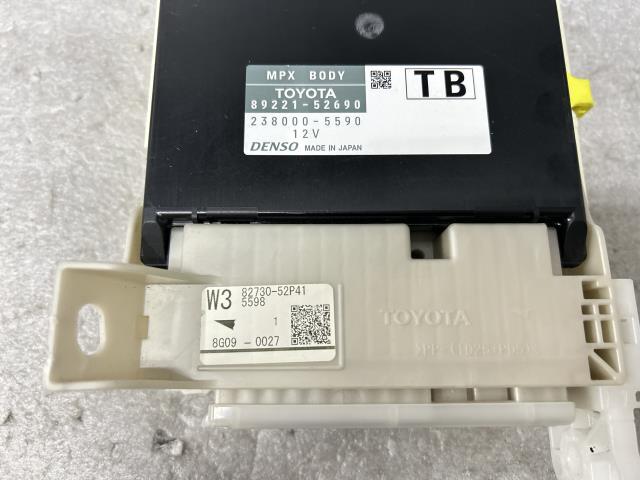 MPX BODY
TOYOTA
89221-52690
TB
238000-5590
12V
DENSO MADE IN JAPAN
W3 82730-52P41
5598
1
8G09 -0027
TOYOTA